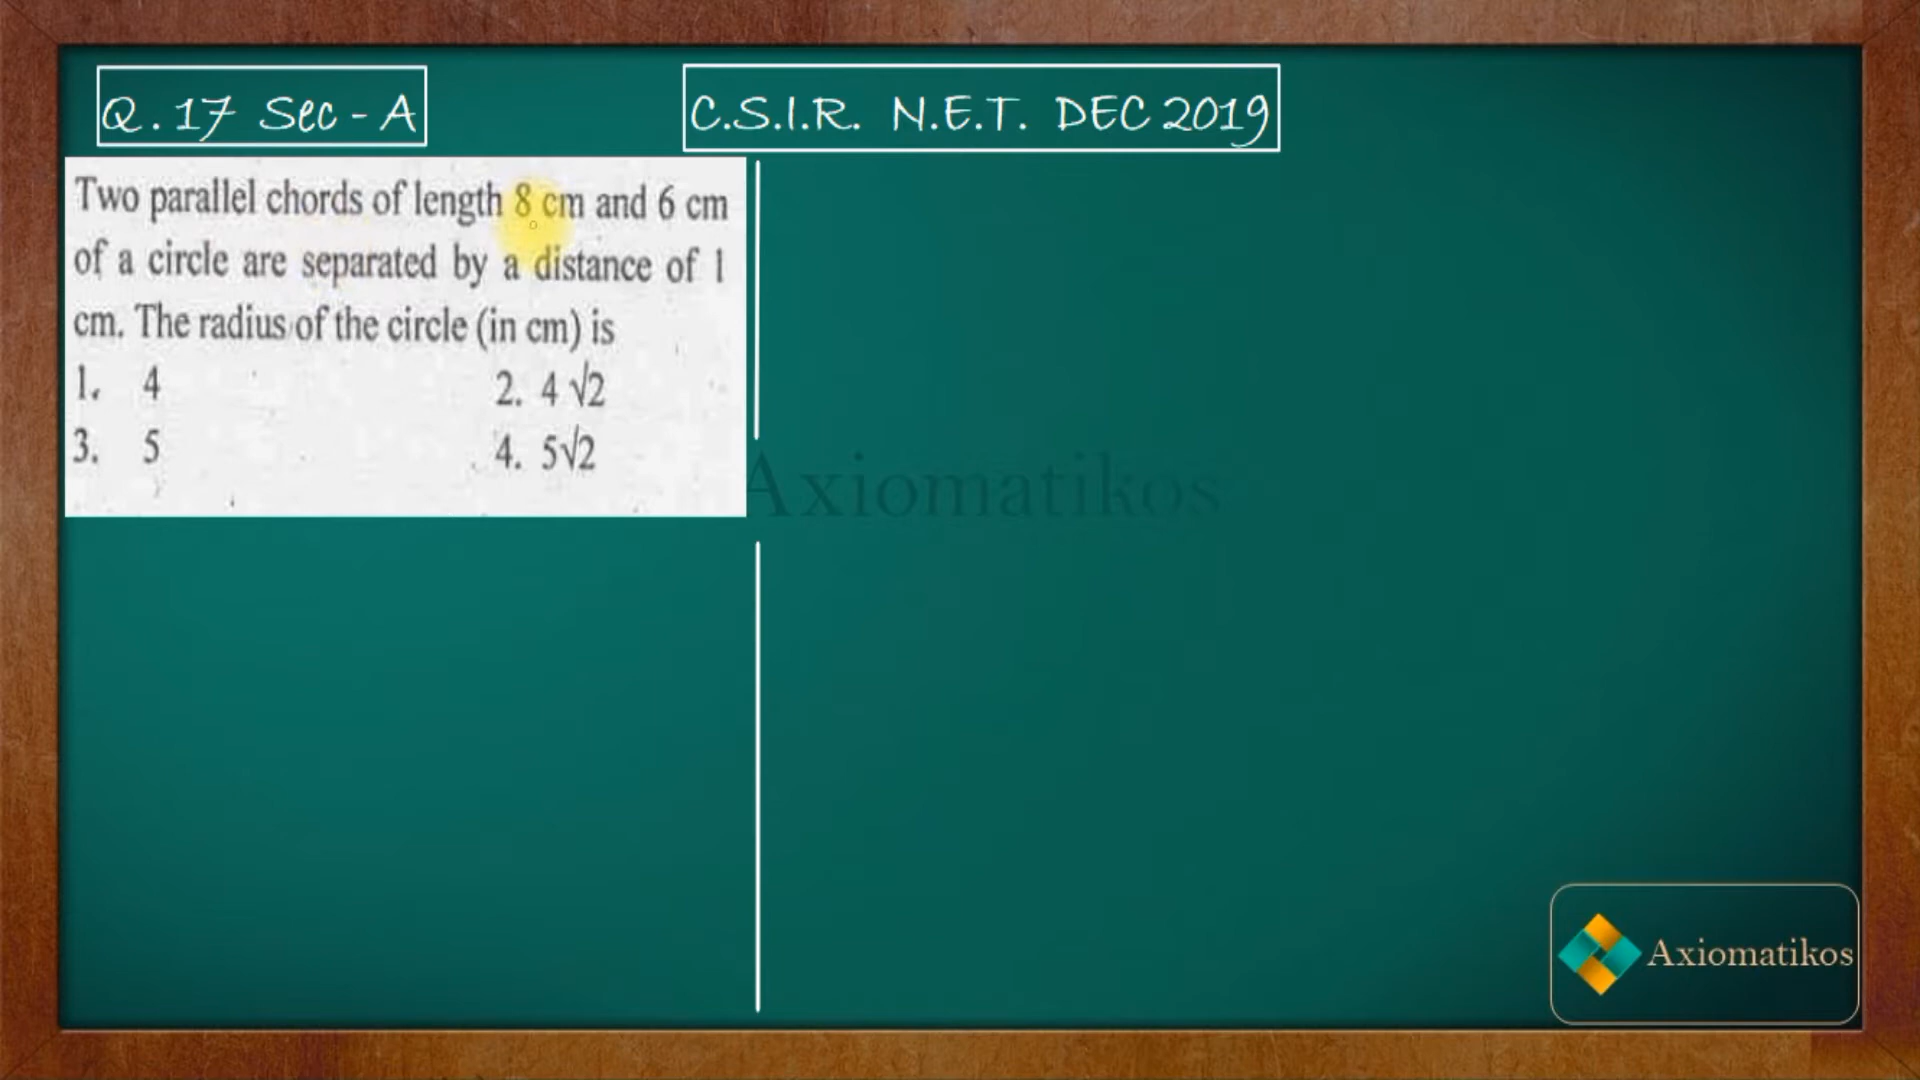 Q. 17 Sec - A
C.S.I.R. N.E.T. DEC 2019
Two parallel chords of length 8 cm and 6 cm
of a circle are separated by a distance of 1
cm. The radius of the circle (in cm) is
1. 4 2. 4 √2
3. 5 4. 5√2
Axiomatikos
Axiomatikos